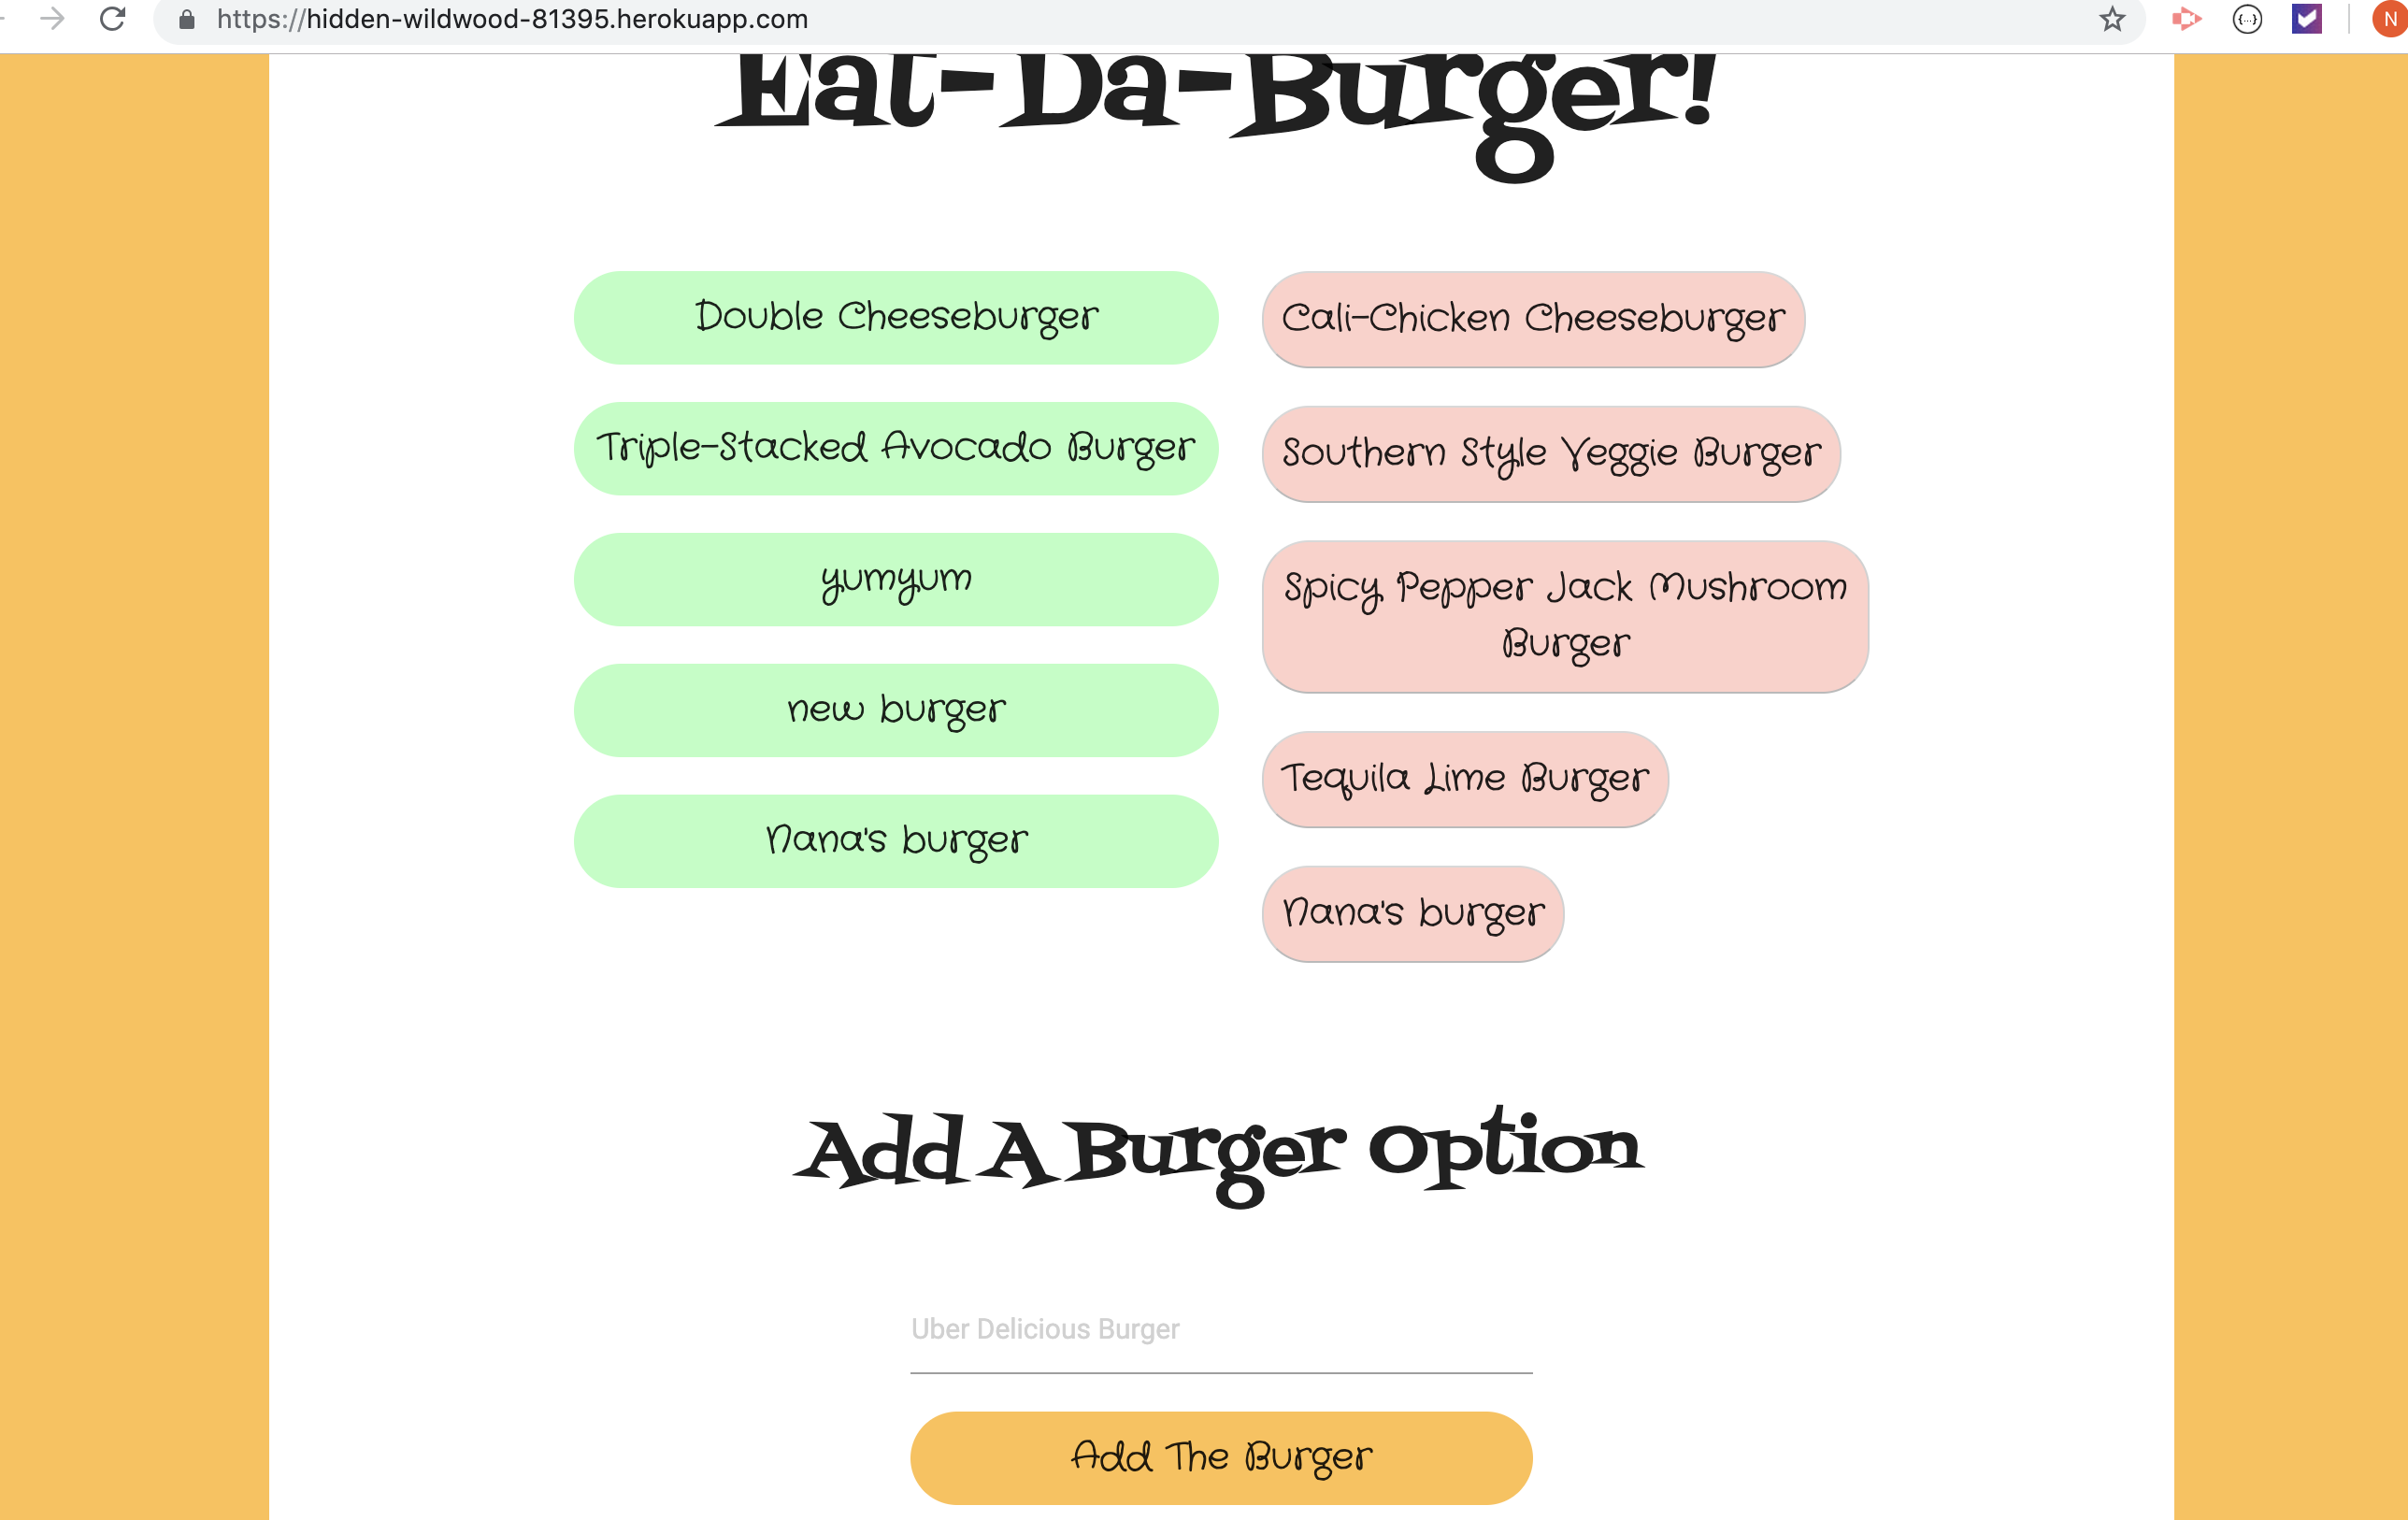 https://hidden-wildwood-81395.herokuapp.com
N
Eat-Da-Burger!
Double Cheeseburger
Triple-Stacked Avocado Burger
yumyum
new burger
Nana's burger
Cali-Chicken Cheeseburger
Southern Style Veggie Burger
Spicy Pepper Jack Mushroom
Burger
Tequila Lime Burger
Nana's burger
Add A Burger Option
Uber Delicious Burger
Add The Burger